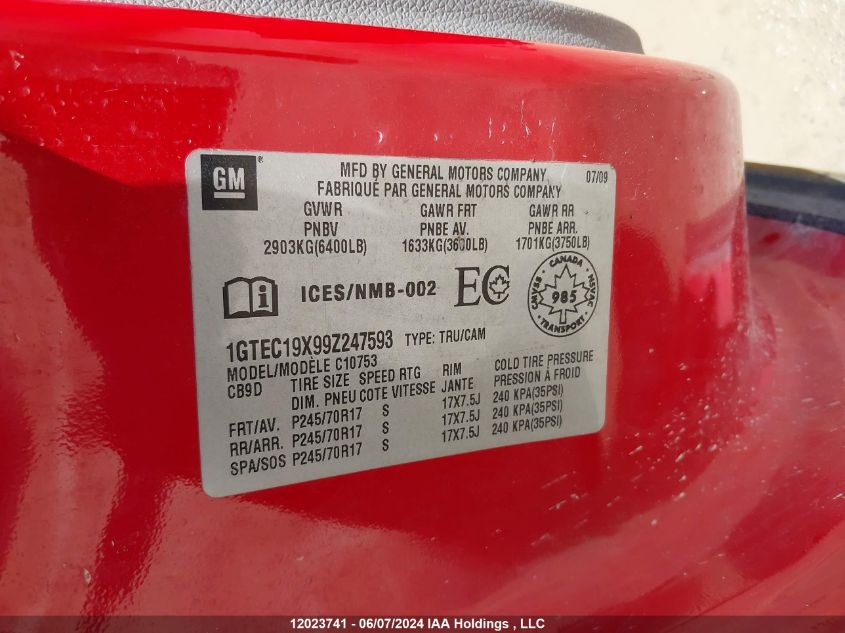 GM ® MFD BY GENERAL MOTORS COMPANY 07/09
FABRIQUÉ PAR GENERAL MOTORS COMPANY
GVWR GAWR FRT GAWR RR
PNBV PNBE AV. PNBE ARR.
2903KG(6400LB) 1633KG(3600LB) 1701KG(3750LB)
i ICES/NMB-002 EC CANADA CMVSS 985 NSVAC
1GTEC19X99Z247593 TYPE: TRU/CAM
MODEL/MODÈLE C10753
CB9D TIRE SIZE SPEED RTG RIM COLD TIRE PRESSURE
DIM. PNEU COTE VITESSE JANTE PRESSION À FROID
FRT/AV. P245/70R17 S 17X7.5J 240 KPA(35PSI)
RR/ARR. P245/70R17 S 17X7.5J 240 KPA(35PSI)
SPA/SOS P245/70R17 S 17X7.5J 240 KPA(35PSI)
12023741 - 06/07/2024 IAA Holdings , LLC